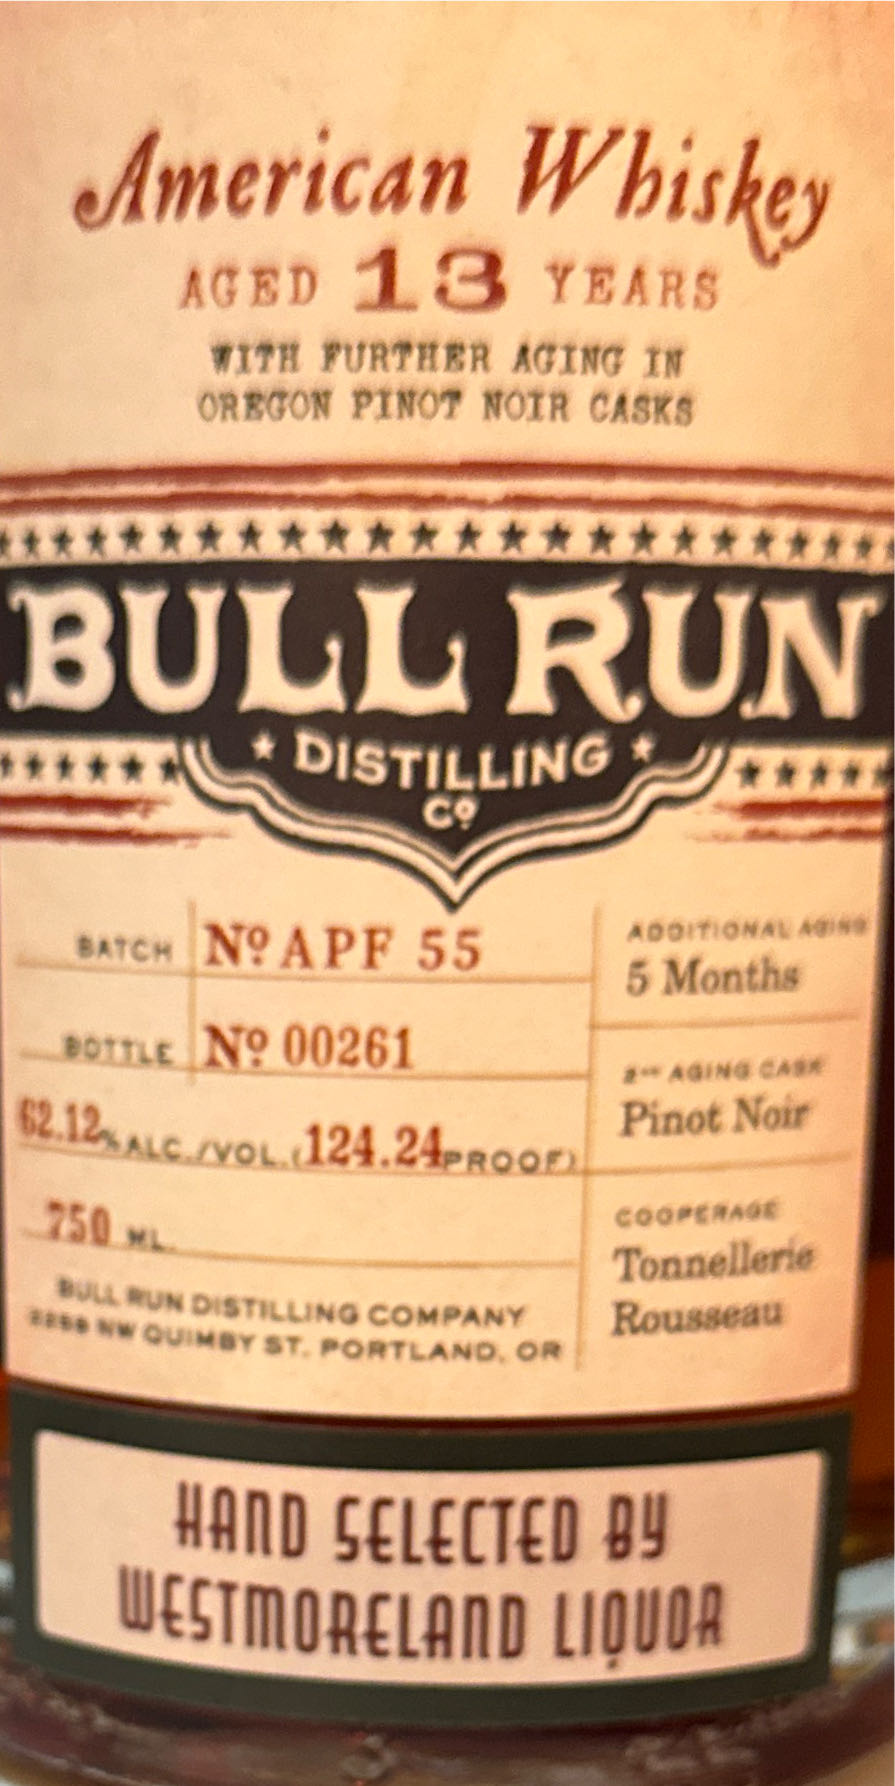 American Whiskey
AGED 13 YEARS
WITH FURTHER AGING IN
OREGON PINOT NOIR CASKS
BULL RUN
DISTILLING
Cº
BATCH Nº APF 55
BOTTLE Nº 00261
62.12% ALC./VOL. (124.24 PROOF)
750 ML.
BULL RUN DISTILLING COMPANY
2259 NW QUIMBY ST. PORTLAND, OR
ADDITIONAL AGING
5 Months
2ND AGING CASK
Pinot Noir
COOPERAGE
Tonnellerie
Rousseau
HAND SELECTED BY
WESTMORELAND LIQUOR